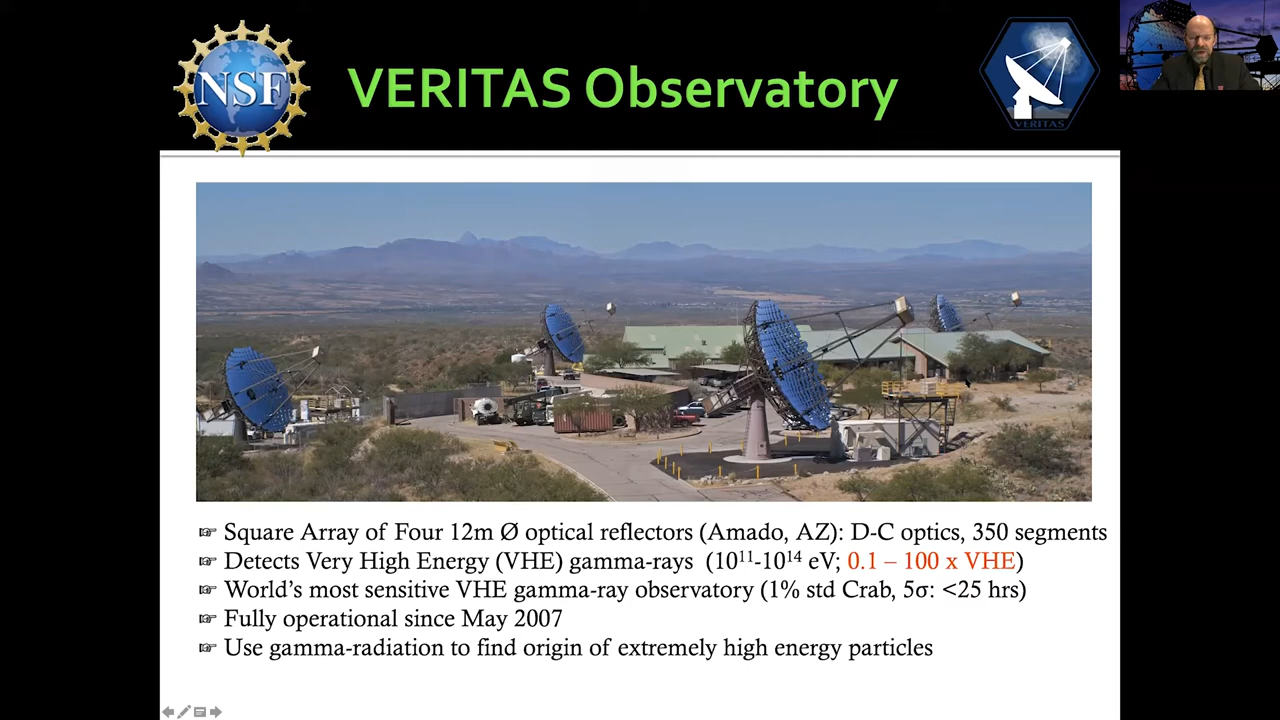 NSF
VERITAS Observatory
VERITAS
☞ Square Array of Four 12m Ø optical reflectors (Amado, AZ): D-C optics, 350 segments
☞ Detects Very High Energy (VHE) gamma-rays (10¹¹-10¹⁴ eV; 0.1 – 100 x VHE)
☞ World's most sensitive VHE gamma-ray observatory (1% std Crab, 5σ: <25 hrs)
☞ Fully operational since May 2007
☞ Use gamma-radiation to find origin of extremely high energy particles